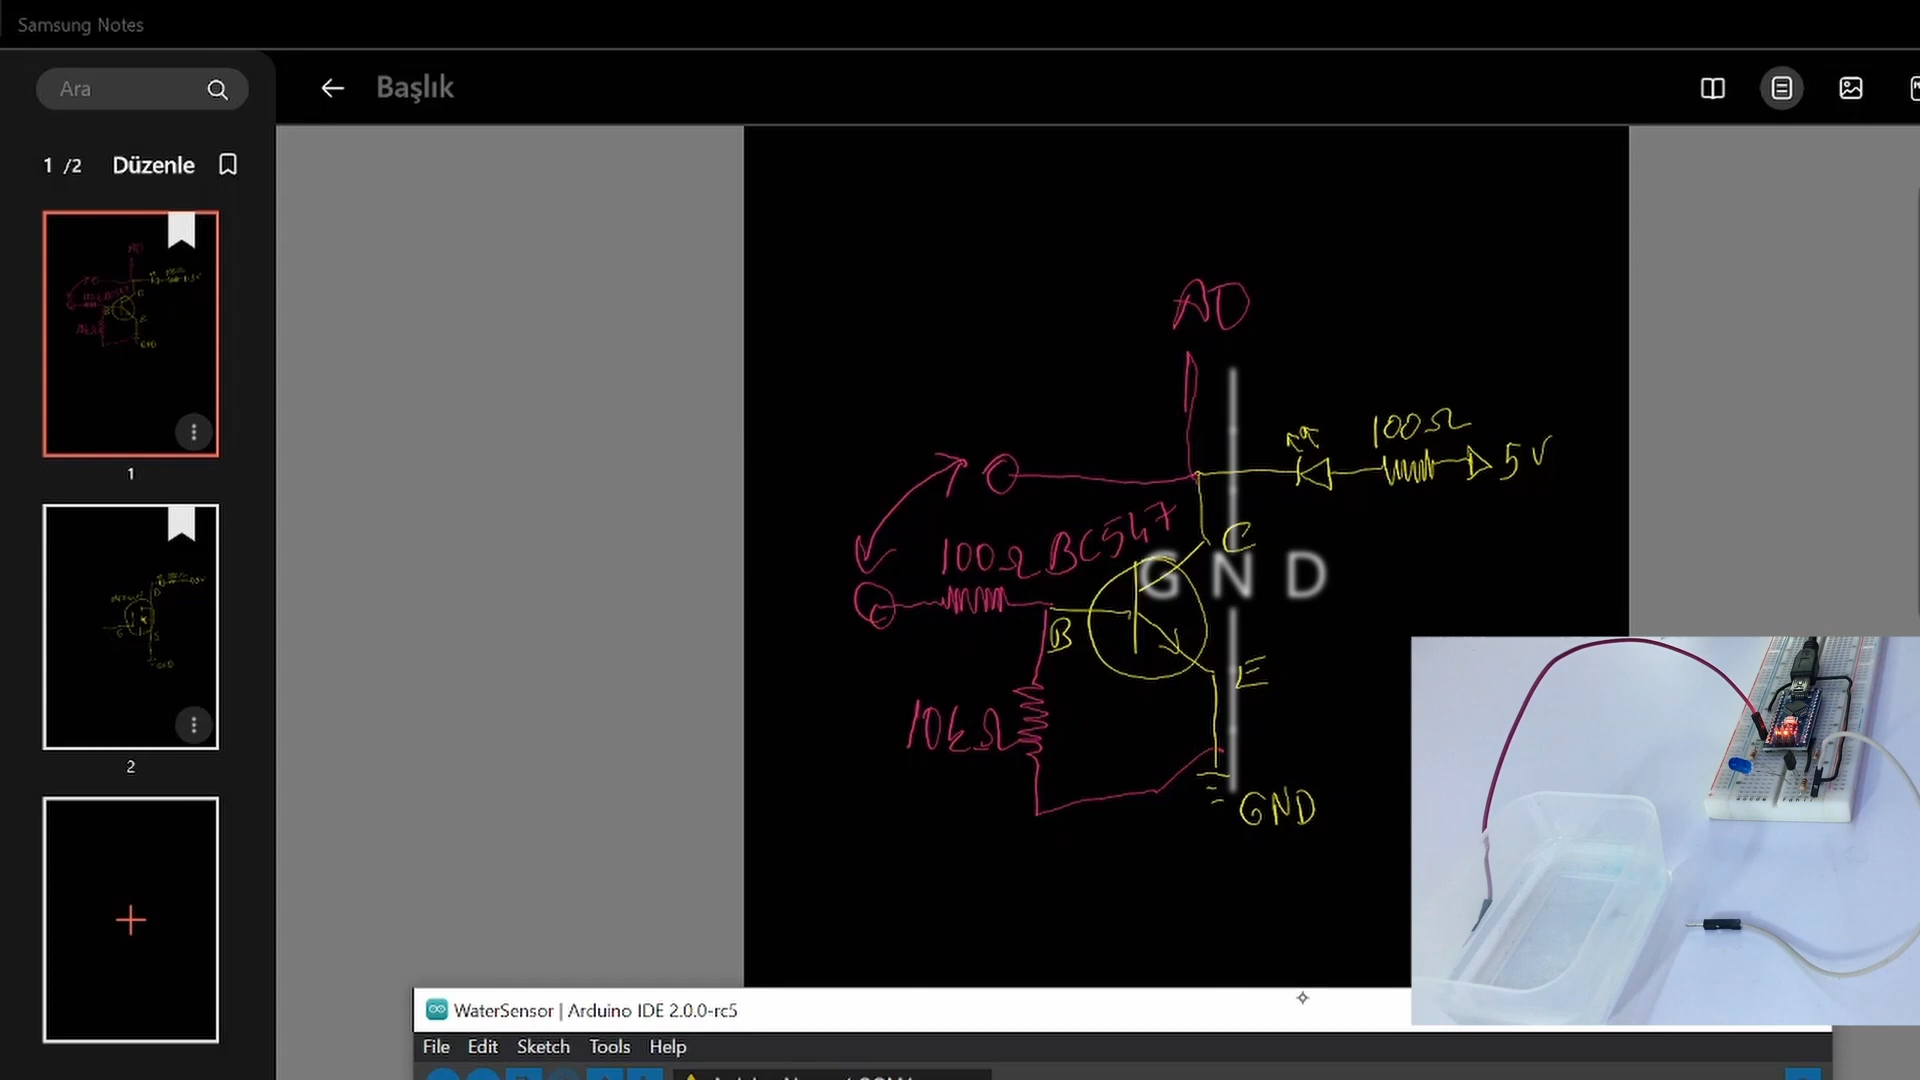 Samsung Notes
Ara
Başlık
1 /2 Düzenle
1
2
A0
100Ω
5V
100Ω BC547
C
GND
B
E
10kΩ
GND
WaterSensor | Arduino IDE 2.0.0-rc5
File Edit Sketch Tools Help